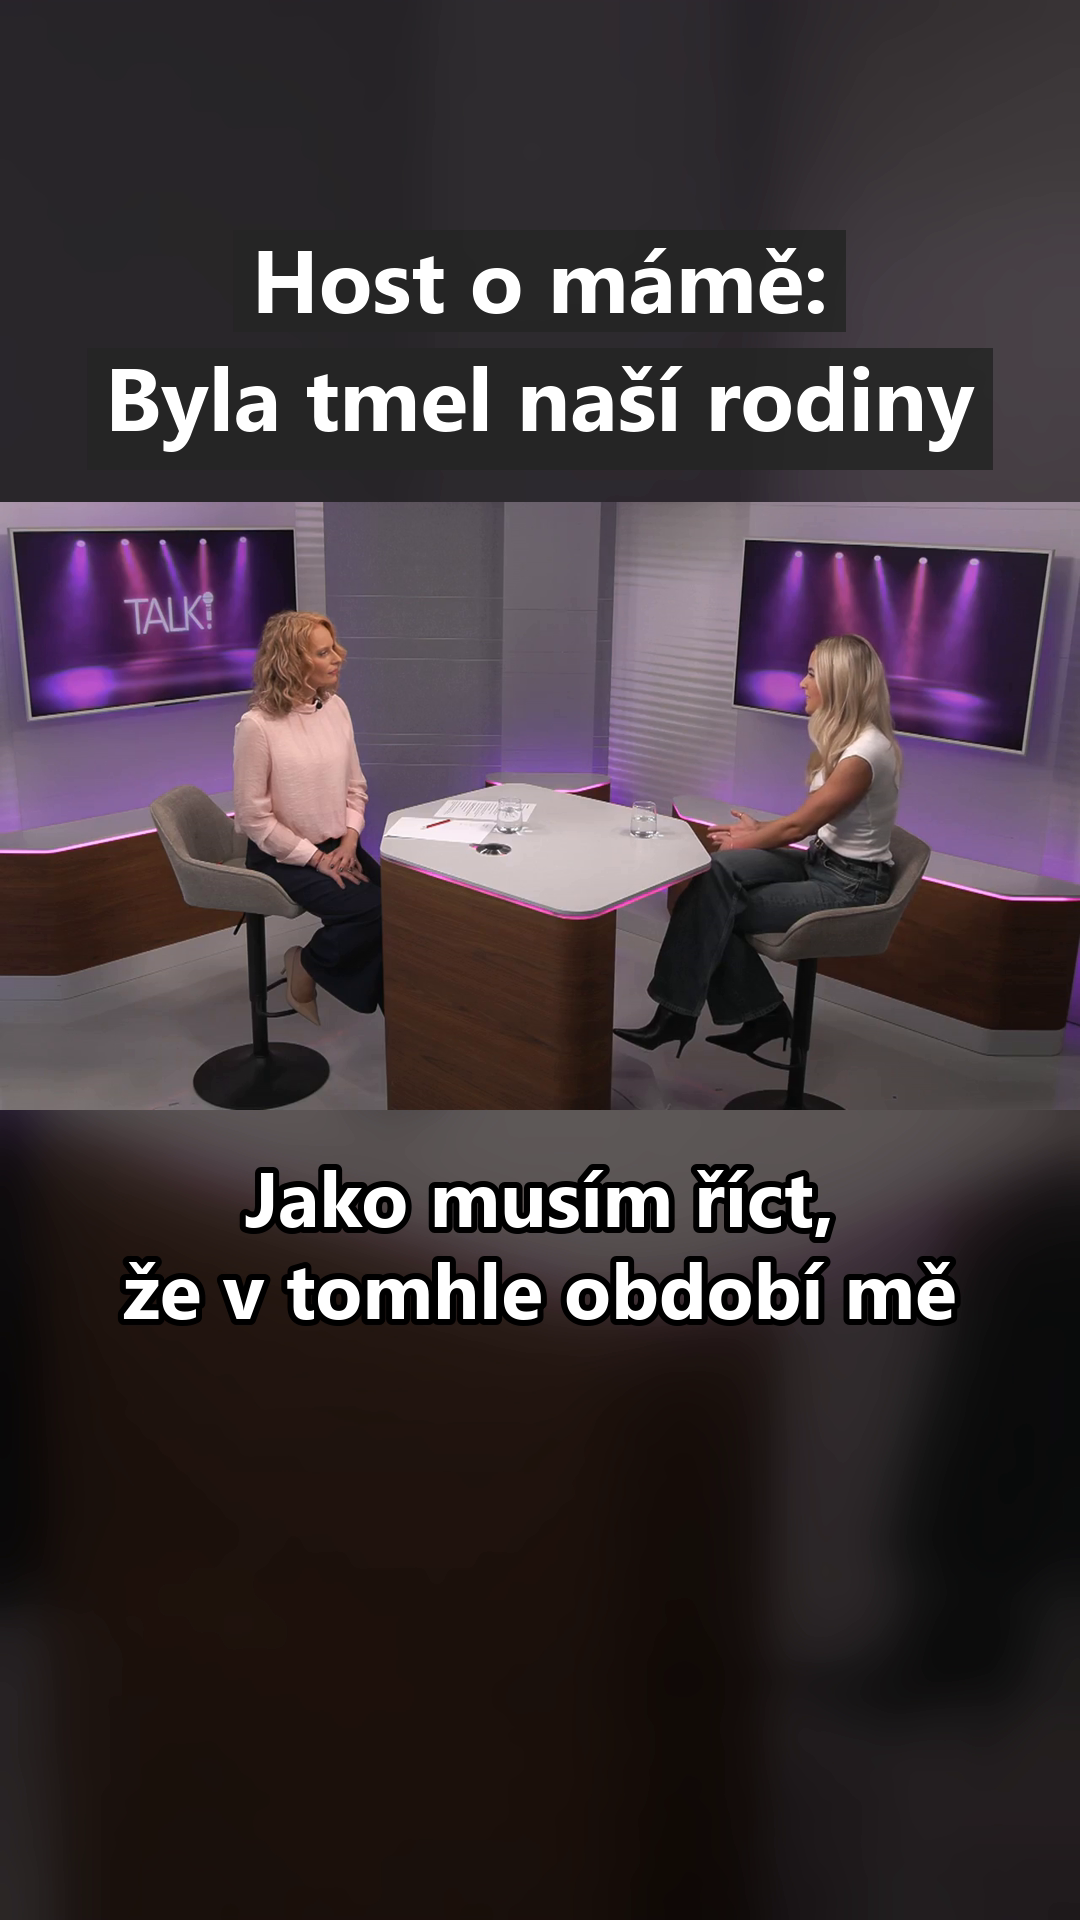 Host o mámě:
Byla tmel naší rodiny
TALK!
Jako musím říct,
že v tomhle období mě